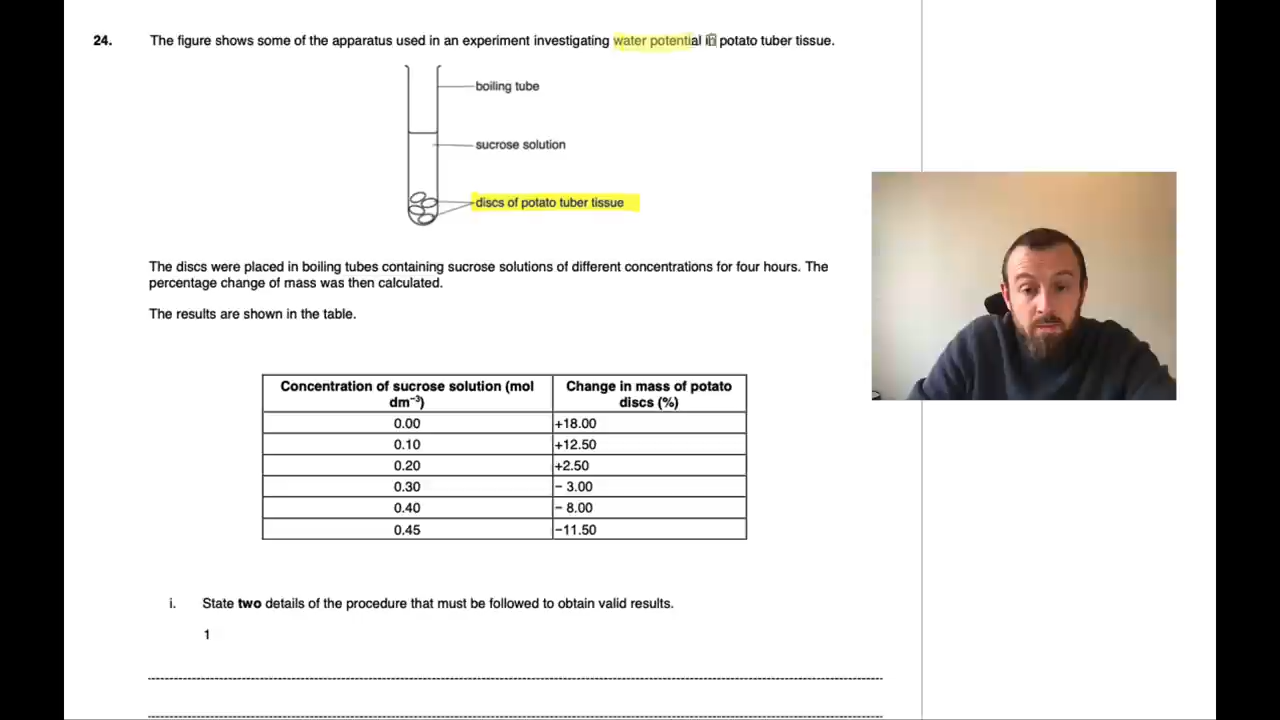 24. The figure shows some of the apparatus used in an experiment investigating water potential in potato tuber tissue.
boiling tube
sucrose solution
discs of potato tuber tissue
The discs were placed in boiling tubes containing sucrose solutions of different concentrations for four hours. The
percentage change of mass was then calculated.
The results are shown in the table.
Concentration of sucrose solution (mol Change in mass of potato
dm⁻³) discs (%)
0.00 +18.00
0.10 +12.50
0.20 +2.50
0.30 − 3.00
0.40 − 8.00
0.45 −11.50
i. State two details of the procedure that must be followed to obtain valid results.
1